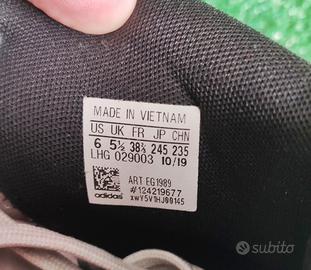 MADE IN VIETNAM
US UK FR JP CHN
6 5½ 38⅔ 245 235
LHG 029003 10/19
ART EG1989
#124219677
adidas
xwY5V1HJ00145
subito